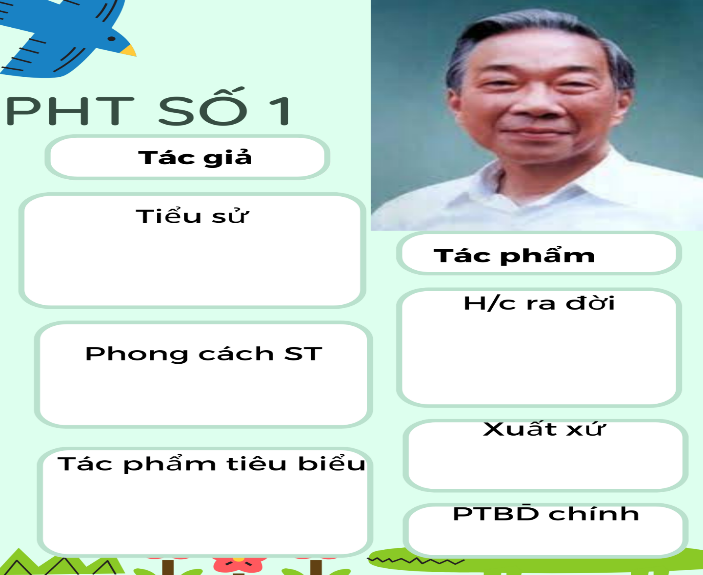 PHT SỐ 1
Tác giả
Tiểu sử
Phong cách ST
Tác phẩm tiêu biểu
Tác phẩm
H/c ra đời
Xuất xứ
PTBĐ chính